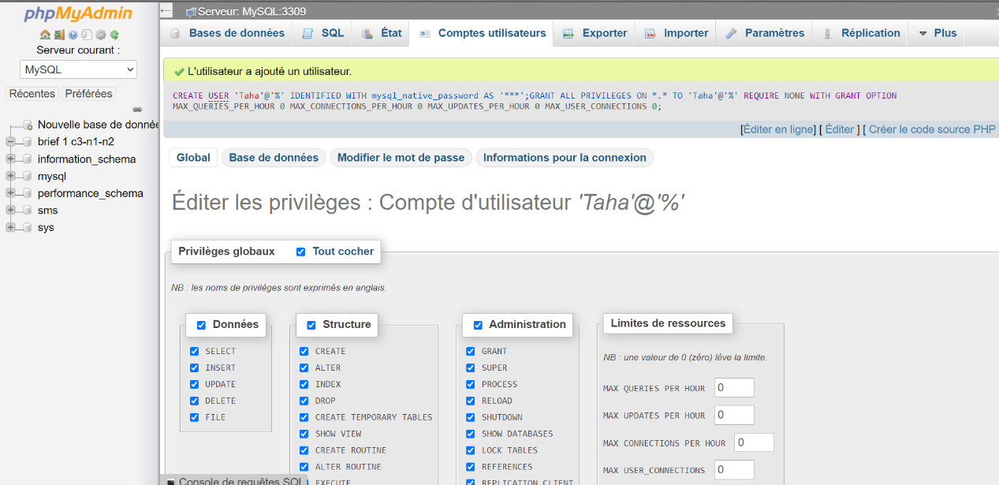 phpMyAdmin
Serveur courant :
MySQL
Récentes Préférées
Nouvelle base de donnée
brief 1 c3-n1-n2
information_schema
mysql
performance_schema
sms
sys
Serveur: MySQL:3309
Bases de données SQL État Comptes utilisateurs Exporter Importer Paramètres Réplication Plus
L'utilisateur a ajouté un utilisateur.
CREATE USER 'Taha'@'%' IDENTIFIED WITH mysql_native_password AS '***';GRANT ALL PRIVILEGES ON *.* TO 'Taha'@'%' REQUIRE NONE WITH GRANT OPTION
MAX_QUERIES_PER_HOUR 0 MAX_CONNECTIONS_PER_HOUR 0 MAX_UPDATES_PER_HOUR 0 MAX_USER_CONNECTIONS 0;
[Éditer en ligne] [ Éditer ] [ Créer le code source PHP ]
Global Base de données Modifier le mot de passe Informations pour la connexion
Éditer les privilèges : Compte d'utilisateur 'Taha'@'%'
Privilèges globaux Tout cocher
NB : les noms de privilèges sont exprimés en anglais.
Données
SELECT
INSERT
UPDATE
DELETE
FILE
Structure
CREATE
ALTER
INDEX
DROP
CREATE TEMPORARY TABLES
SHOW VIEW
CREATE ROUTINE
ALTER ROUTINE
EXECUTE
Administration
GRANT
SUPER
PROCESS
RELOAD
SHUTDOWN
SHOW DATABASES
LOCK TABLES
REFERENCES
REPLICATION CLIENT
Limites de ressources
NB : une valeur de 0 (zéro) lève la limite.
MAX QUERIES PER HOUR 0
MAX UPDATES PER HOUR 0
MAX CONNECTIONS PER HOUR 0
MAX USER_CONNECTIONS 0
Console de requêtes SQL